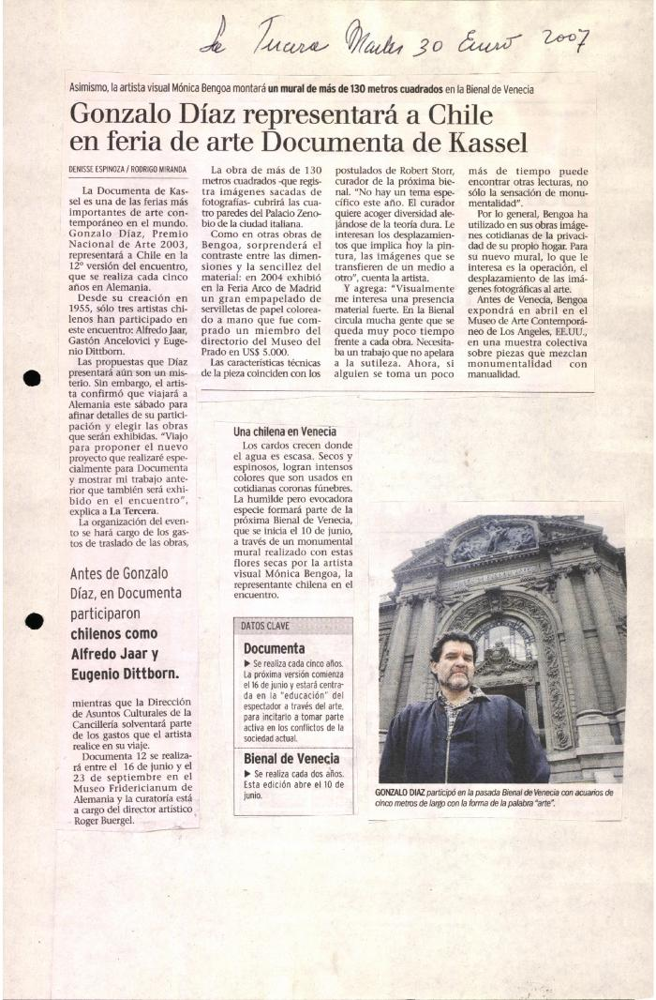 La Tercera Martes 30 Enero 2007
Asimismo, la artista visual Mónica Bengoa montará un mural de más de 130 metros cuadrados en la Bienal de Venecia
Gonzalo Díaz representará a Chile
en feria de arte Documenta de Kassel
DENISSE ESPINOZA / RODRIGO MIRANDA
La Documenta de Kas-
sel es una de las ferias más
importantes de arte con-
temporáneo en el mundo.
Gonzalo Díaz, Premio
Nacional de Arte 2003,
representará a Chile en la
12º versión del encuentro,
que se realiza cada cinco
años en Alemania.
Desde su creación en
1955, sólo tres artistas chi-
lenos han participado en
este encuentro: Alfredo Jaar,
Gastón Ancelovici y Euge-
nio Dittborn.
Las propuestas que Díaz
presentará aún son un mis-
terio. Sin embargo, el artis-
ta confirmó que viajará a
Alemania este sábado para
afinar detalles de su partici-
pación y elegir las obras
que serán exhibidas. "Viajo
para proponer el nuevo
proyecto que realizaré espe-
cialmente para Documenta
y mostrar mi trabajo ante-
rior que también será exhi-
bido en el encuentro",
explica a La Tercera.
La organización del even-
to se hará cargo de los gas-
tos de traslado de las obras,
Antes de Gonzalo
Díaz, en Documenta
participaron
chilenos como
Alfredo Jaar y
Eugenio Dittborn.
mientras que la Dirección
de Asuntos Culturales de la
Cancillería solventará parte
de los gastos que el artista
realice en su viaje.
Documenta 12 se realiza-
rá entre el 16 de junio y el
23 de septiembre en el
Museo Fridericianum de
Alemania y la curatoría está
a cargo del director artístico
Roger Buergel.
La obra de más de 130
metros cuadrados -que regis-
tra imágenes sacadas de
fotografías- cubrirá las cua-
tro paredes del Palacio Zeno-
bio de la ciudad italiana.
Como en otras obras de
Bengoa, sorprenderá el
contraste entre las dimen-
siones y la sencillez del
material: en 2004 exhibió
en la Feria Arco de Madrid
un gran empapelado de
servilletas de papel colorea-
do a mano que fue com-
prado un miembro del
directorio del Museo del
Prado en US$ 5.000.
Las características técnicas
de la pieza coinciden con los
postulados de Robert Storr,
curador de la próxima bie-
nal. "No hay un tema espe-
cífico este año. El curador
quiere acoger diversidad ale-
jándose de la teoría dura. Le
interesan los desplazamien-
tos que implica hoy la pin-
tura, las imágenes que se
transfieren de un medio a
otro", cuenta la artista.
Y agrega: "Visualmente
me interesa una presencia
material fuerte. En la Bienal
circula mucha gente que se
queda muy poco tiempo
frente a cada obra. Necesita-
ba un trabajo que no apelara
a la sutileza. Ahora, si
alguien se toma un poco
más de tiempo puede
encontrar otras lecturas, no
sólo la sensación de monu-
mentalidad".
Por lo general, Bengoa ha
utilizado en sus obras imáge-
nes cotidianas de la privaci-
dad de su propio hogar. Para
su nuevo mural, lo que le
interesa es la operación, el
desplazamiento de las imá-
genes fotográficas al arte.
Antes de Venecia, Bengoa
expondrá en abril en el
Museo de Arte Contemporá-
neo de Los Angeles, EE.UU.,
en una muestra colectiva
sobre piezas que mezclan
monumentalidad con
manualidad.
Una chilena en Venecia
Los cardos crecen donde
el agua es escasa. Secos y
espinosos, logran intensos
colores que son usados en
cotidianas coronas fúnebres.
La humilde pero evocadora
especie formará parte de la
próxima Bienal de Venecia,
que se inicia el 10 de junio,
a través de un monumental
mural realizado con estas
flores secas por la artista
visual Mónica Bengoa, la
representante chilena en el
encuentro.
DATOS CLAVE
Documenta
▶ Se realiza cada cinco años.
La próxima versión comienza
el 16 de junio y estará centra-
da en la "educación" del
espectador a través del arte,
para incitarlo a tomar parte
activa en los conflictos de la
sociedad actual.
Bienal de Venecia
▶ Se realiza cada dos años.
Esta edición abre el 10 de
junio.
GONZALO DIAZ participó en la pasada Bienal de Venecia con acuarios de
cinco metros de largo con la forma de la palabra "arte".